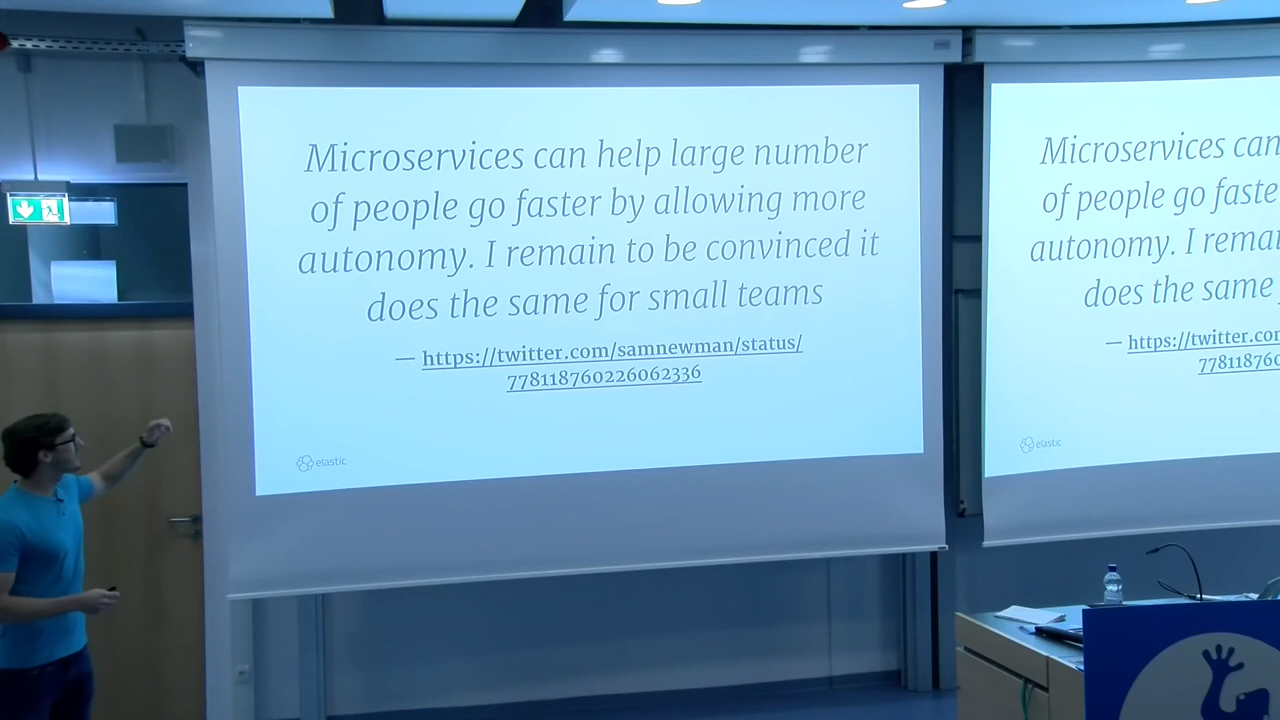 Microservices can help large number
of people go faster by allowing more
autonomy. I remain to be convinced it
does the same for small teams
— https://twitter.com/samnewman/status/
778118760226062336
elastic
Microservices can
of people go faste
autonomy. I remai
does the same
— https://twitter.co
77811876
elastic